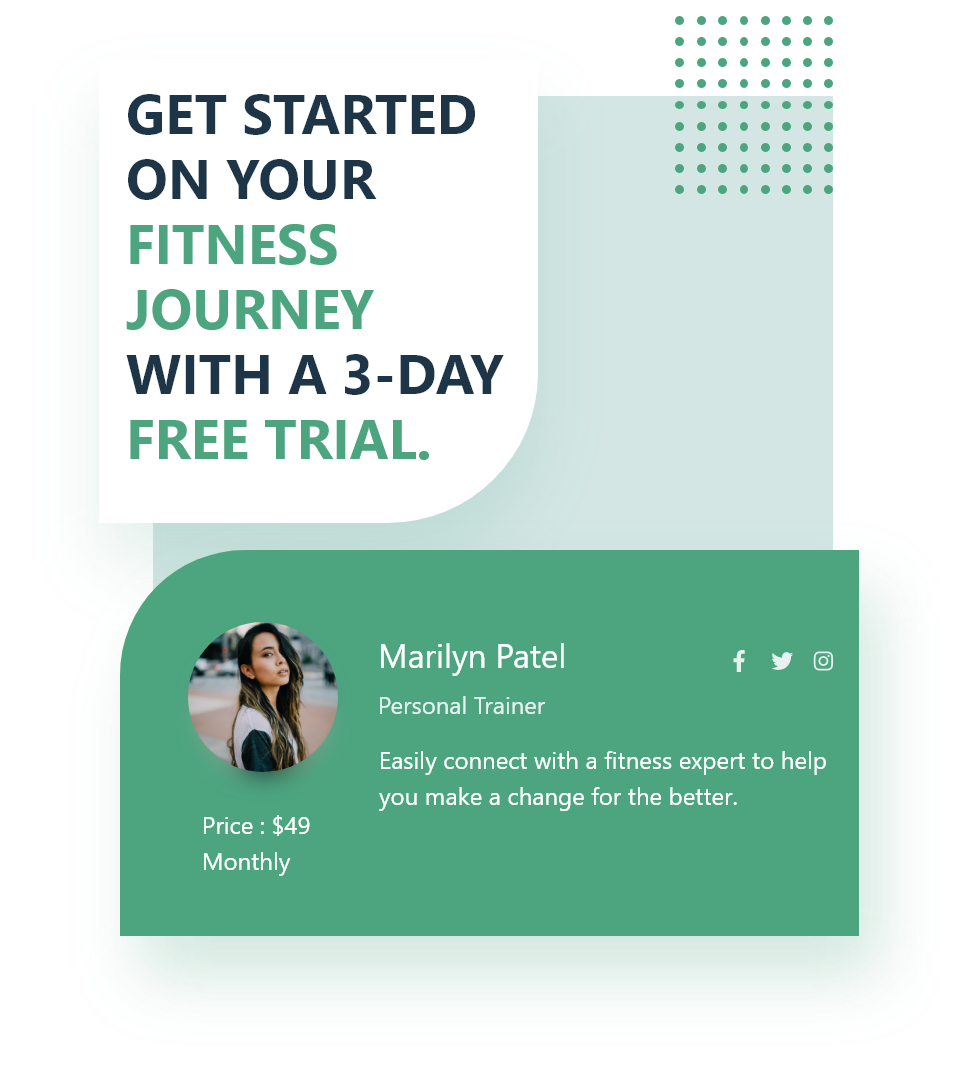 GET STARTED
ON YOUR
FITNESS
JOURNEY
WITH A 3-DAY
FREE TRIAL.
Marilyn Patel
Personal Trainer
Easily connect with a fitness expert to help
you make a change for the better.
Price : $49
Monthly